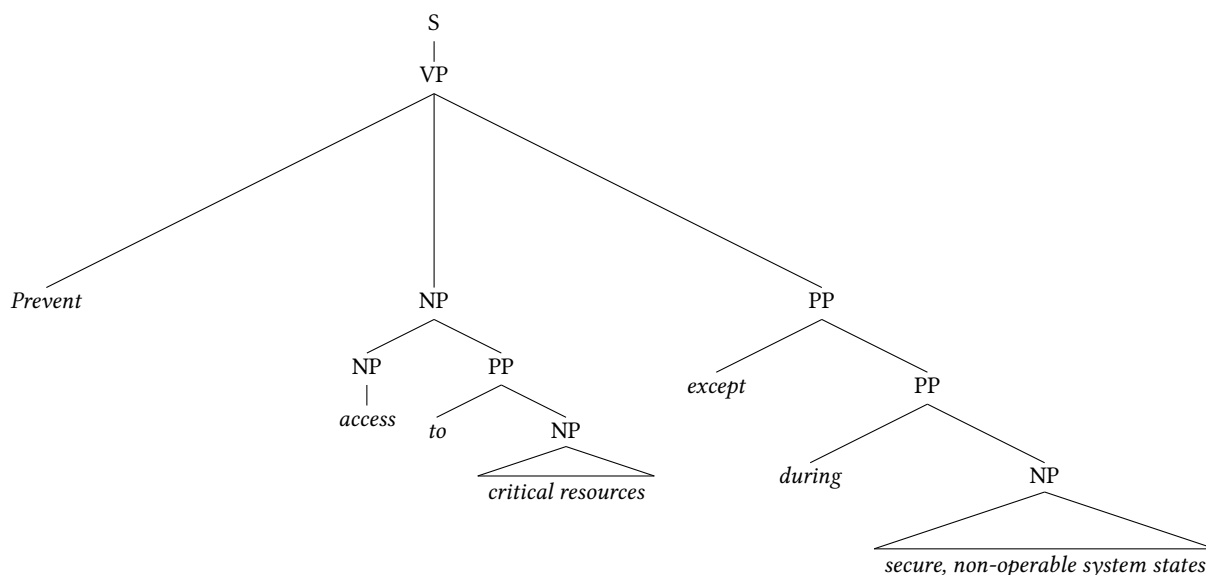 S
VP
Prevent NP PP
NP PP except PP
access to NP during NP
critical resources
secure, non-operable system states